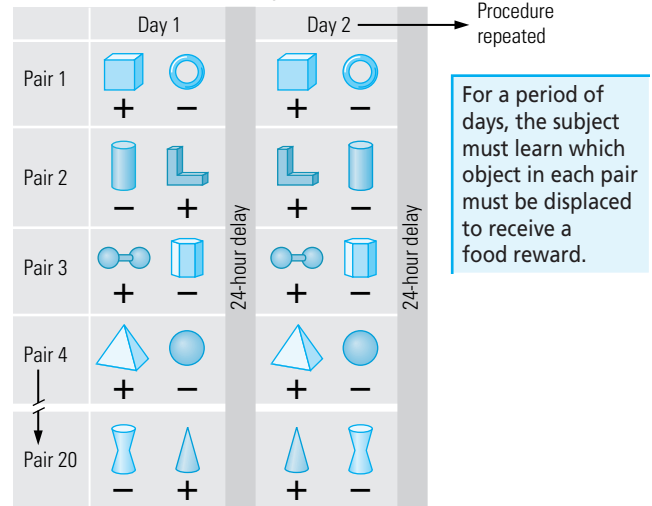 Day 1
Day 2
Procedure
repeated
Pair 1
+ −
+ −
Pair 2
− +
+ −
Pair 3
+ −
+ −
Pair 4
+ −
+ −
Pair 20
− +
+ −
24-hour delay
24-hour delay
For a period of
days, the subject
must learn which
object in each pair
must be displaced
to receive a
food reward.